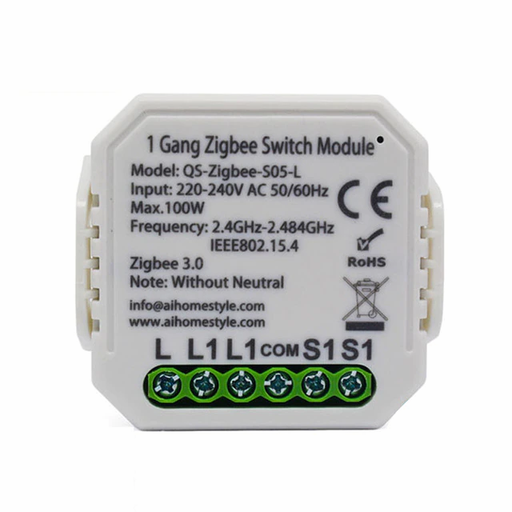 1 Gang Zigbee Switch Module
Model: QS-Zigbee-S05-L
Input: 220-240V AC 50/60Hz
Max.100W
Frequency: 2.4GHz-2.484GHz
IEEE802.15.4
Zigbee 3.0
Note: Without Neutral
info@aihomestyle.com
www.aihomestyle.com
CE
RoHS
L L1 L1 COM S1 S1